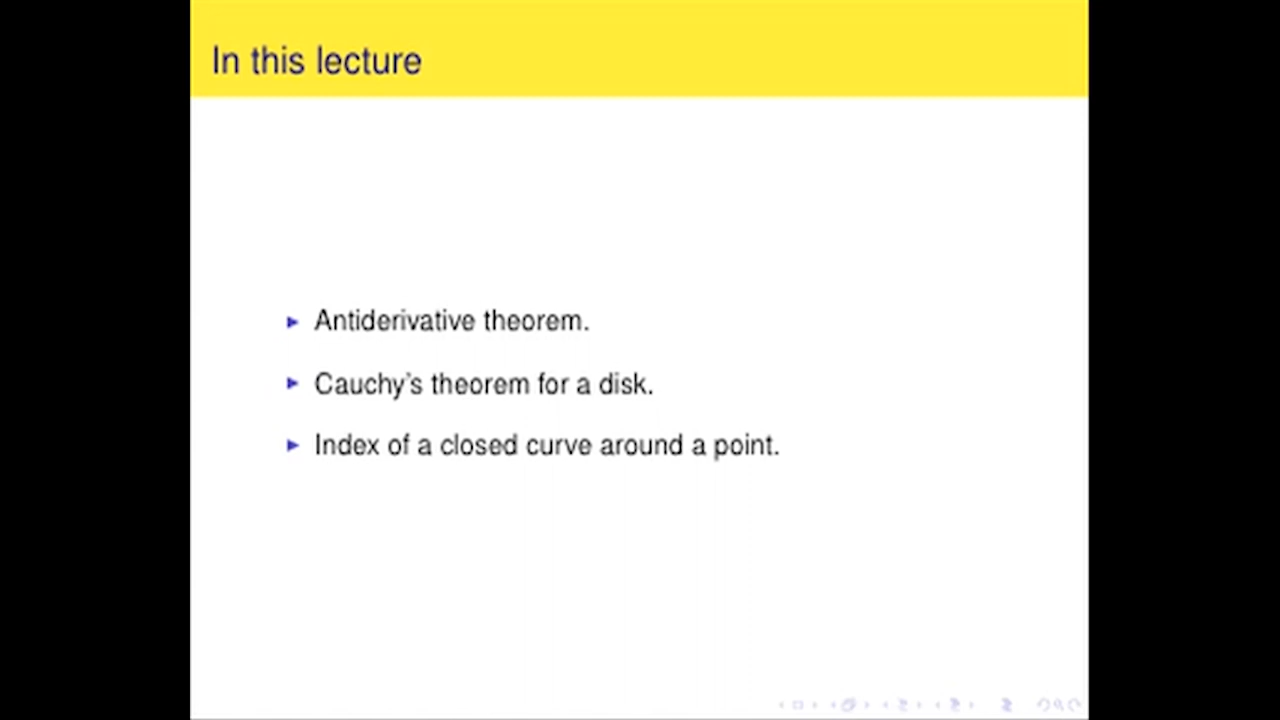 In this lecture
Antiderivative theorem.
Cauchy's theorem for a disk.
Index of a closed curve around a point.